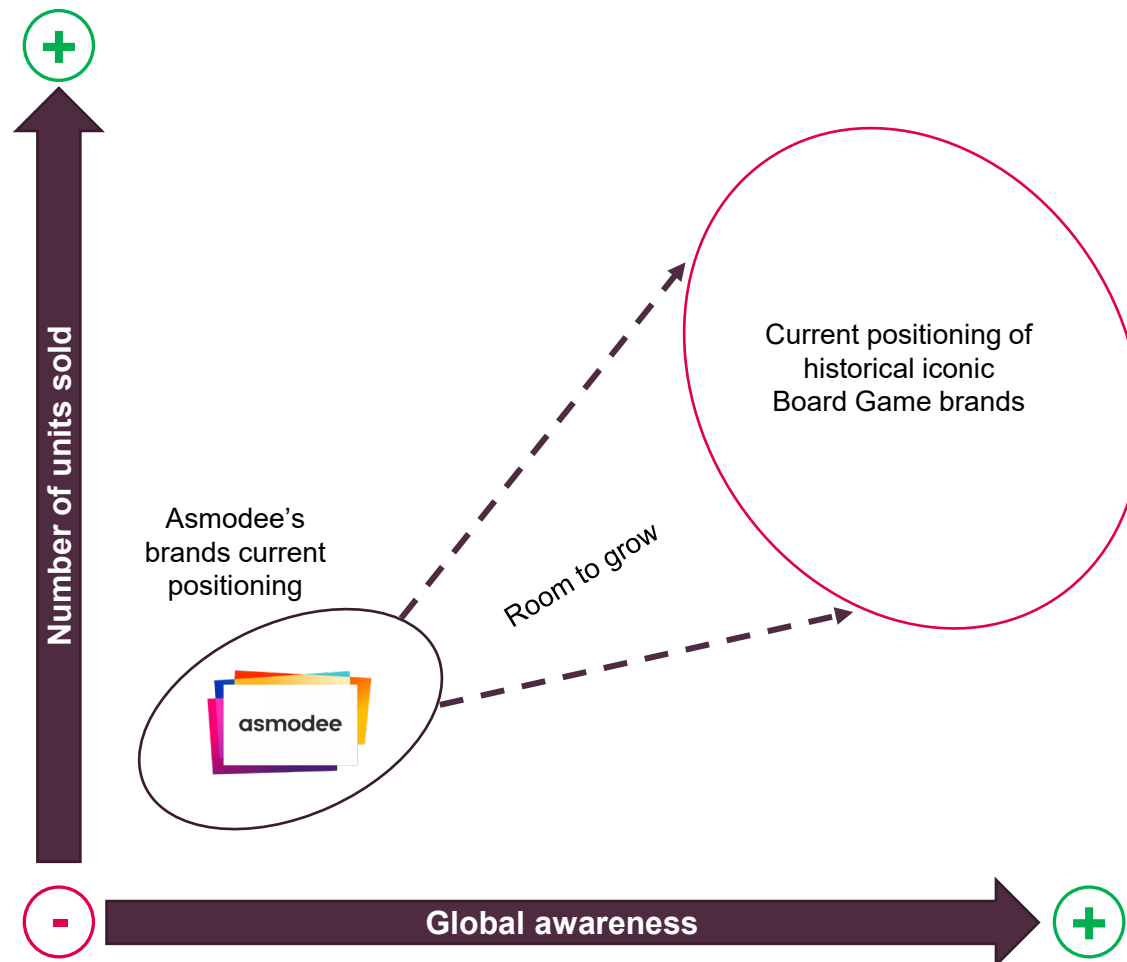 +
Number of units sold
Current positioning of
historical iconic
Board Game brands
Asmodee’s
brands current
positioning
Room to grow
asmodee
-
Global awareness
+